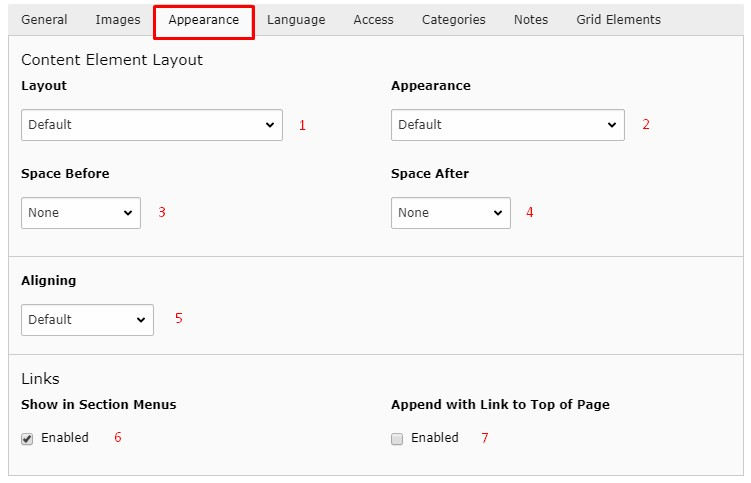 General Images Appearance Language Access Categories Notes Grid Elements
Content Element Layout
Layout Appearance
Default 1 Default 2
Space Before Space After
None 3 None 4
Aligning
Default 5
Links
Show in Section Menus Append with Link to Top of Page
Enabled 6 Enabled 7